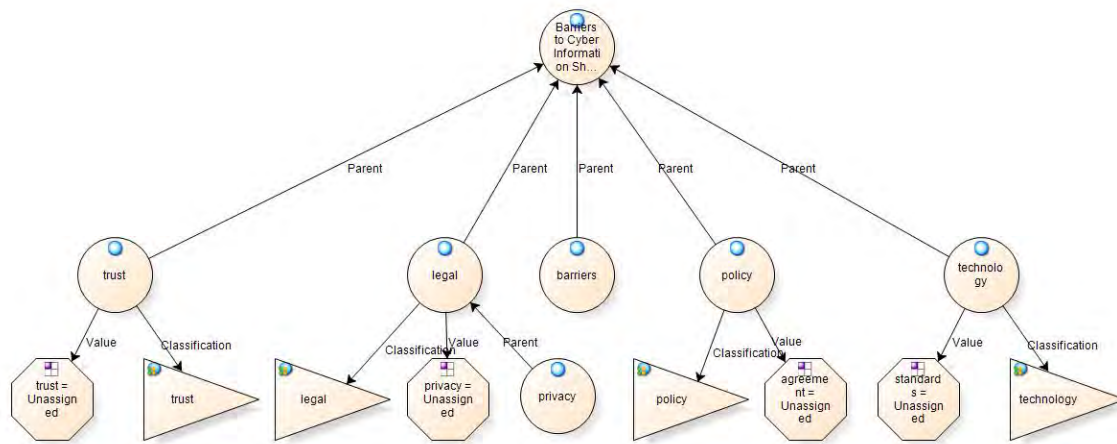 Barriers
to Cyber
Informati
on Sh...
Parent
Parent
Parent
Parent
Parent
trust
legal
barriers
policy
technolo
gy
Value
Classification
Classification
Value
Parent
Classification
Value
Value
Classification
trust =
Unassign
ed
trust
legal
privacy =
Unassign
ed
privacy
policy
agreeme
nt =
Unassign
ed
standard
s =
Unassign
ed
technology